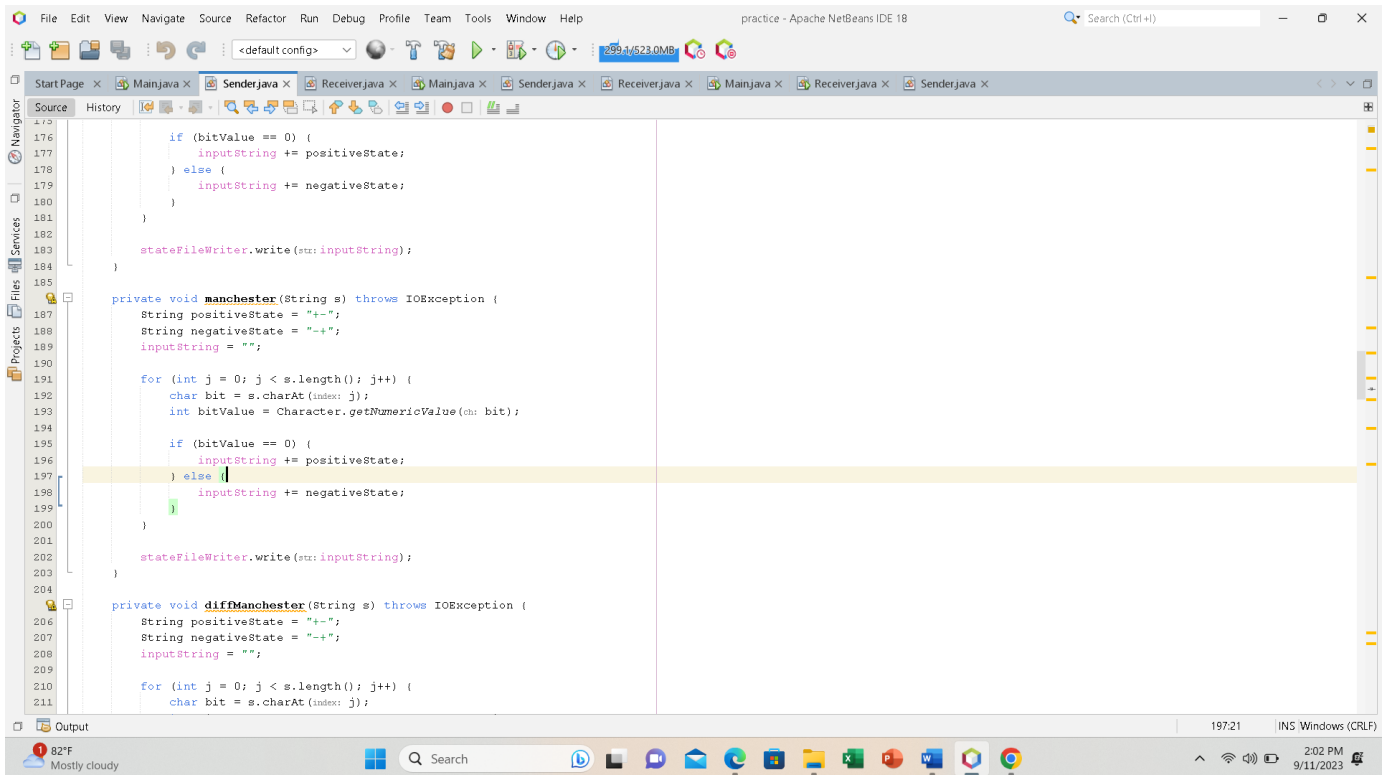 File Edit View Navigate Source Refactor Run Debug Profile Team Tools Window Help practice - Apache NetBeans IDE 18 Search (Ctrl+I)
<default config> 299.1/523.0MB
Start Page Main.java Sender.java Receiver.java Main.java Sender.java Receiver.java Main.java Receiver.java Sender.java
Source History
Navigator
Services
Files
Projects
175
176 if (bitValue == 0) {
177 inputString += positiveState;
178 } else {
179 inputString += negativeState;
180 }
181 }
182
183 stateFileWriter.write(str: inputString);
184 }
185
private void manchester(String s) throws IOException {
187 String positiveState = "+-";
188 String negativeState = "-+";
189 inputString = "";
190
191 for (int j = 0; j < s.length(); j++) {
192 char bit = s.charAt(index: j);
193 int bitValue = Character.getNumericValue(ch: bit);
194
195 if (bitValue == 0) {
196 inputString += positiveState;
197 } else {
198 inputString += negativeState;
199 }
200 }
201
202 stateFileWriter.write(str: inputString);
203 }
204
private void diffManchester(String s) throws IOException {
206 String positiveState = "+-";
207 String negativeState = "-+";
208 inputString = "";
209
210 for (int j = 0; j < s.length(); j++) {
211 char bit = s.charAt(index: j);
Output 197:21 INS Windows (CRLF)
1 82°F
Mostly cloudy
Search
2:02 PM
9/11/2023